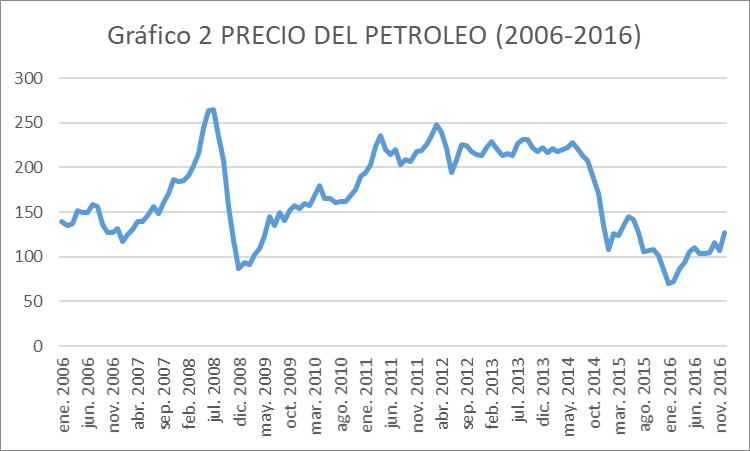 Gráfico 2 PRECIO DEL PETROLEO (2006-2016)
300
250
200
150
100
50
0
ene. 2006
jun. 2006
nov. 2006
abr. 2007
sep. 2007
feb. 2008
jul. 2008
dic. 2008
may. 2009
oct. 2009
mar. 2010
ago. 2010
ene. 2011
jun. 2011
nov. 2011
abr. 2012
sep. 2012
feb. 2013
jul. 2013
dic. 2013
may. 2014
oct. 2014
mar. 2015
ago. 2015
ene. 2016
jun. 2016
nov. 2016